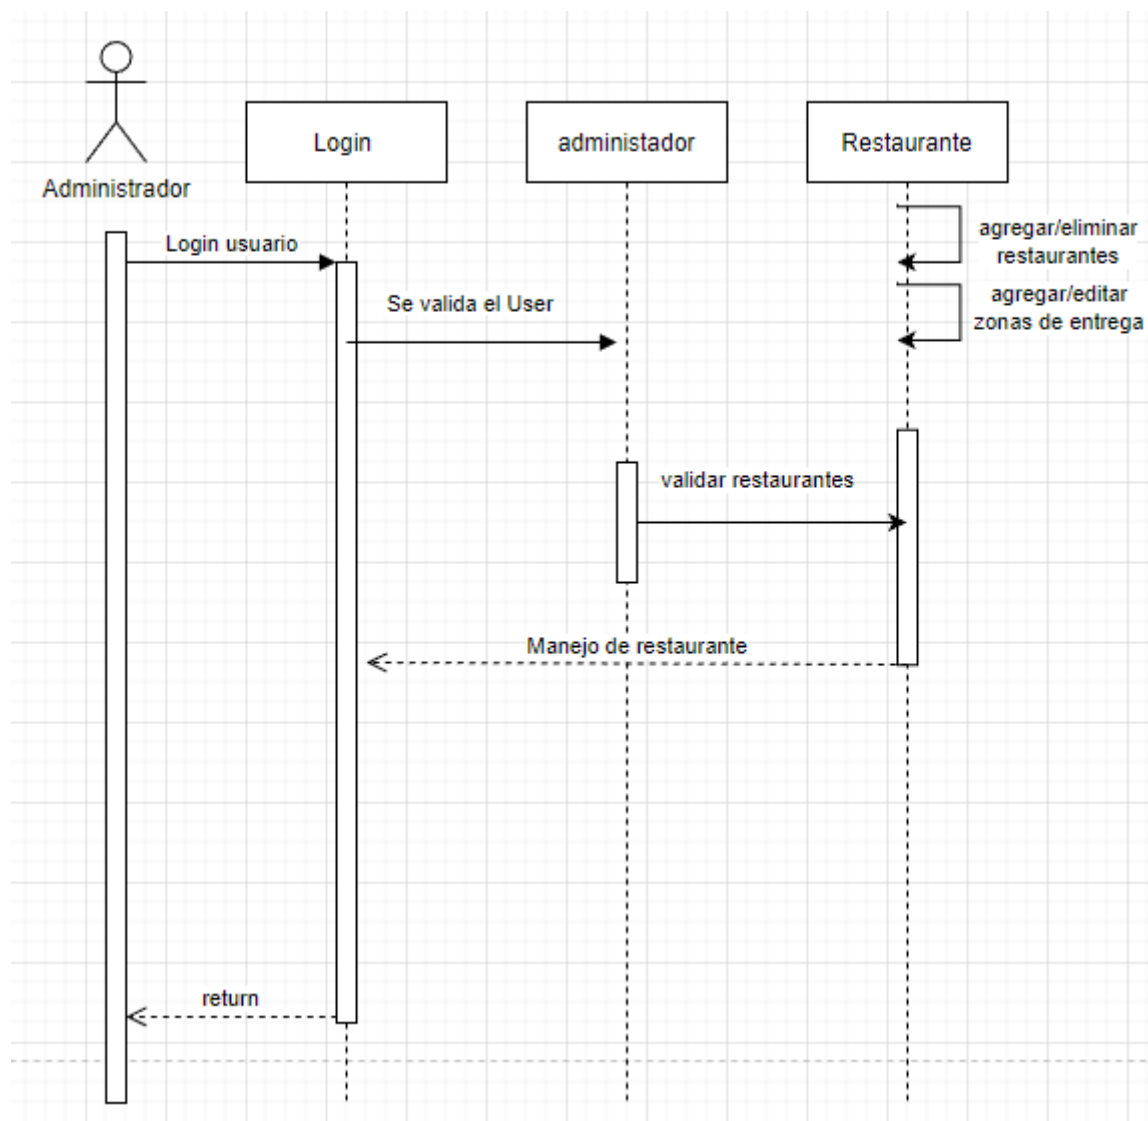 Administrador
Login
administador
Restaurante
Login usuario
agregar/eliminar
restaurantes
Se valida el User
agregar/editar
zonas de entrega
validar restaurantes
Manejo de restaurante
return